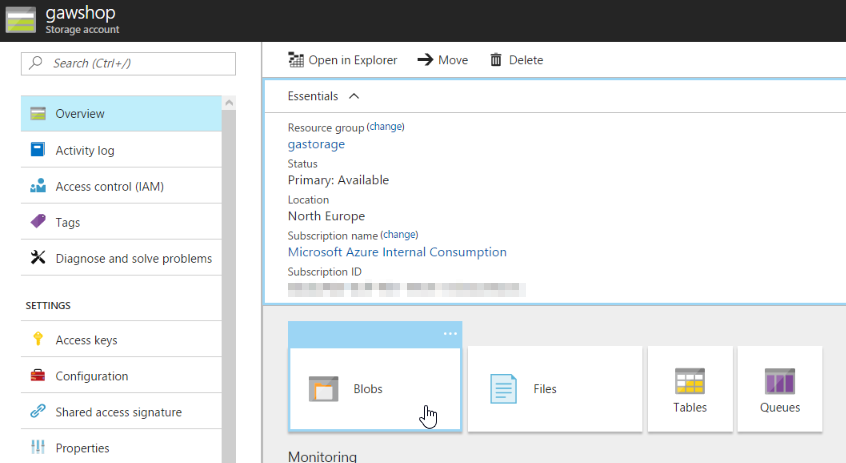 gawshop
Storage account
Search (Ctrl+/)
Overview
Activity log
Access control (IAM)
Tags
Diagnose and solve problems
SETTINGS
Access keys
Configuration
Shared access signature
Properties
Open in Explorer Move Delete
Essentials
Resource group (change)
gastorage
Status
Primary: Available
Location
North Europe
Subscription name (change)
Microsoft Azure Internal Consumption
Subscription ID
...
Blobs
Files
Tables
Queues
Monitoring